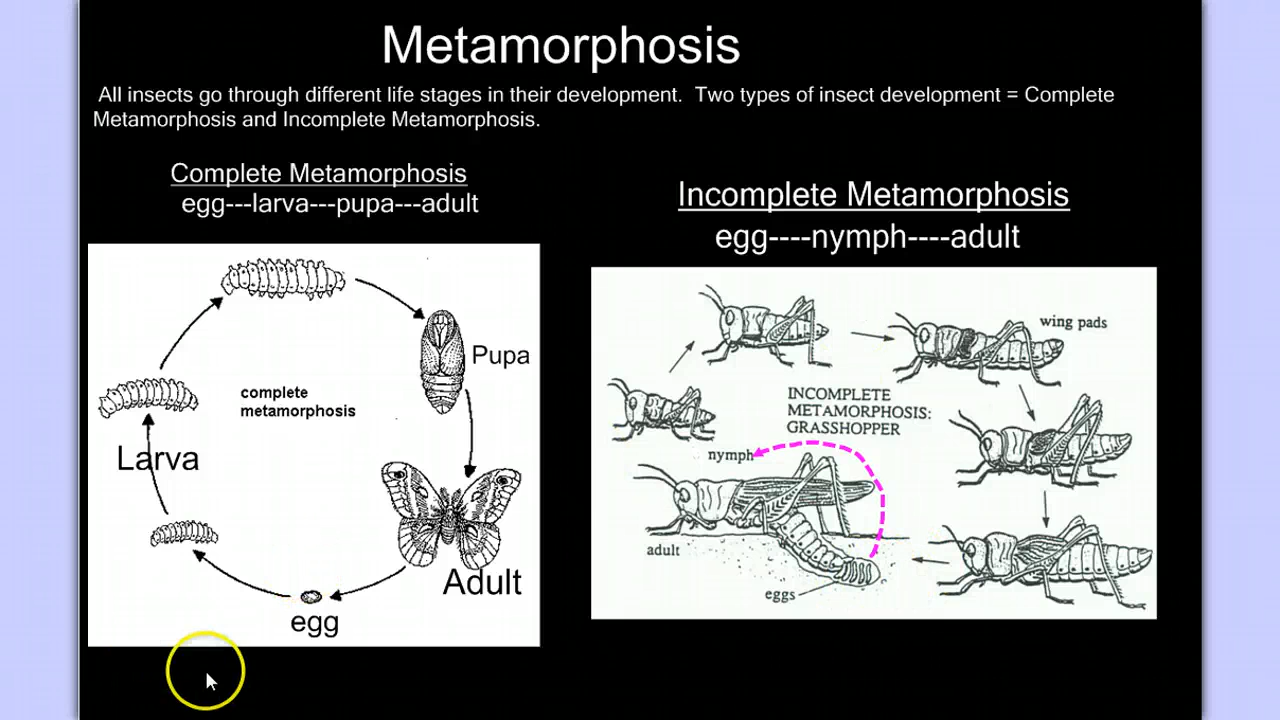 Metamorphosis
All insects go through different life stages in their development.  Two types of insect development = Complete
Metamorphosis and Incomplete Metamorphosis.
Complete Metamorphosis
egg---larva---pupa---adult
Incomplete Metamorphosis
egg----nymph----adult
Pupa
complete
metamorphosis
Larva
Adult
egg
wing pads
INCOMPLETE
METAMORPHOSIS:
GRASSHOPPER
nymph
adult
eggs